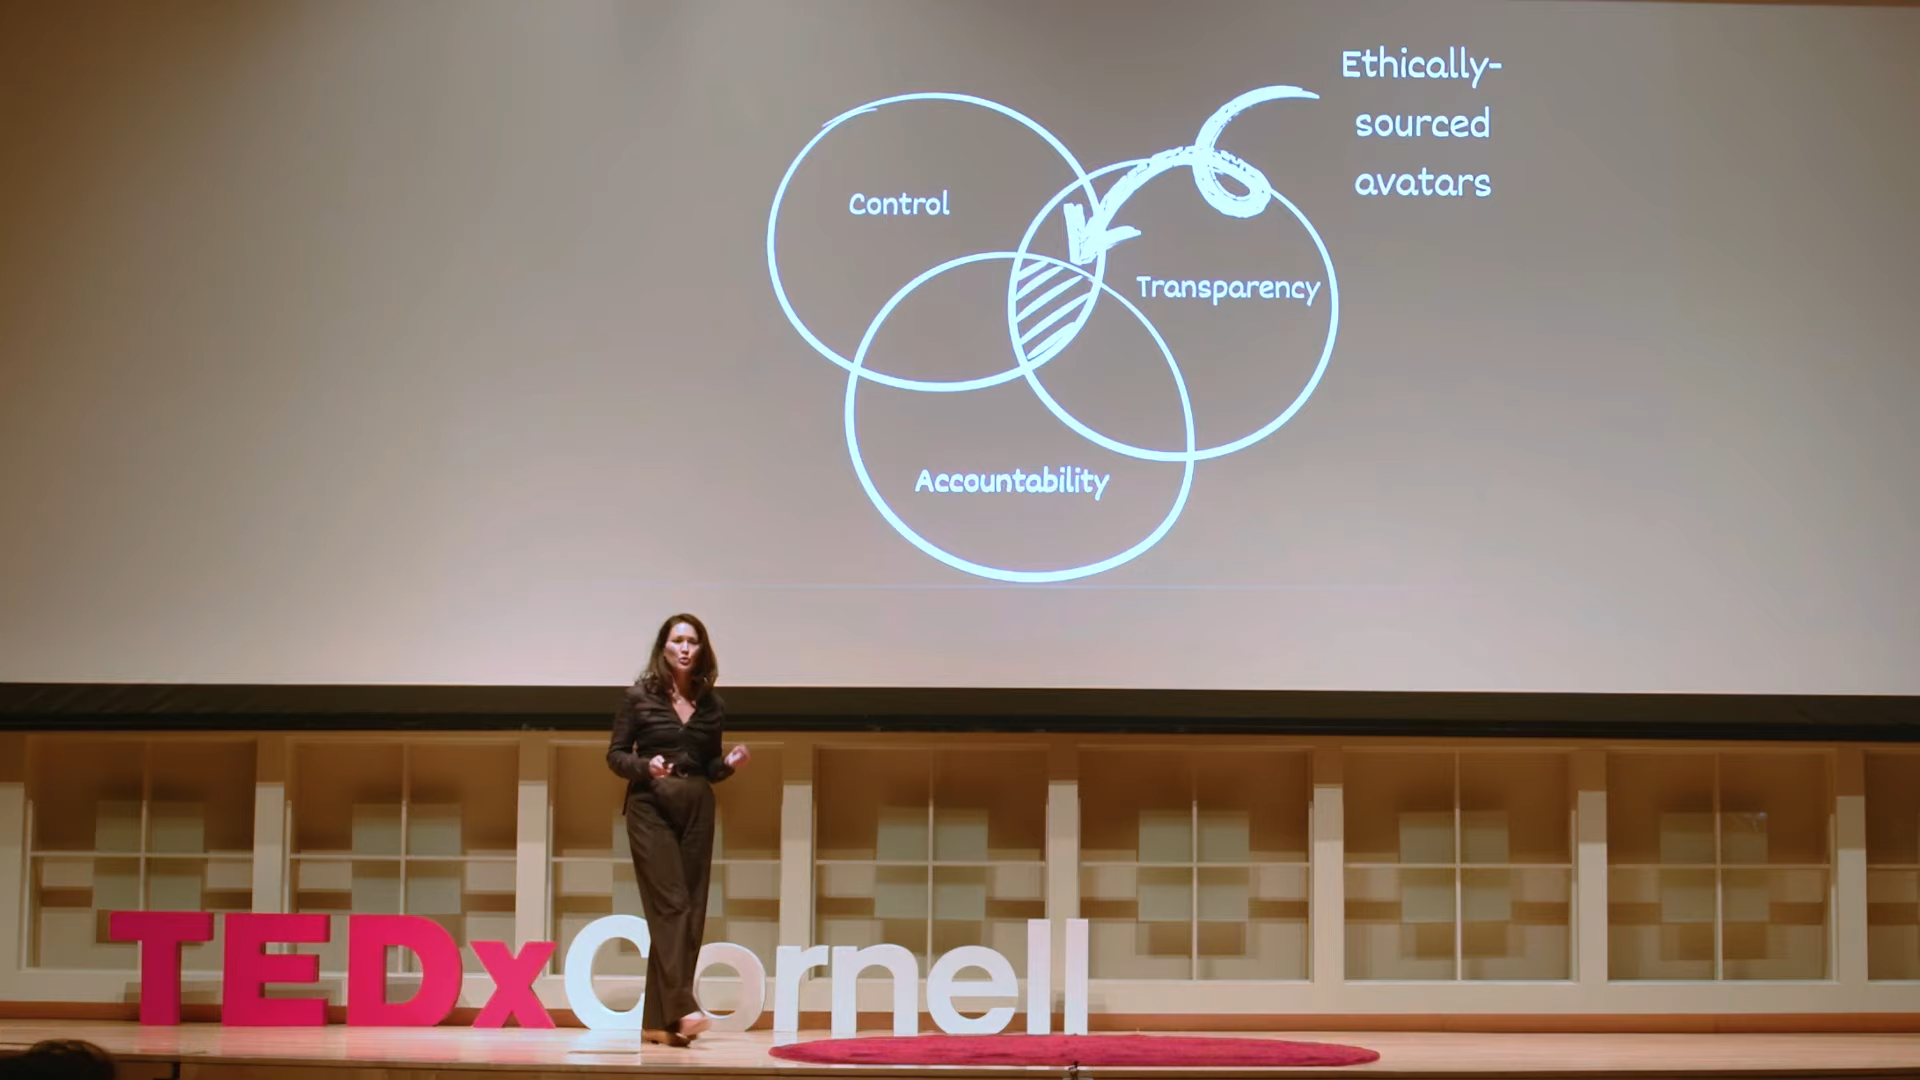 Ethically-
sourced
avatars
Control
Transparency
Accountability
TEDxCornell